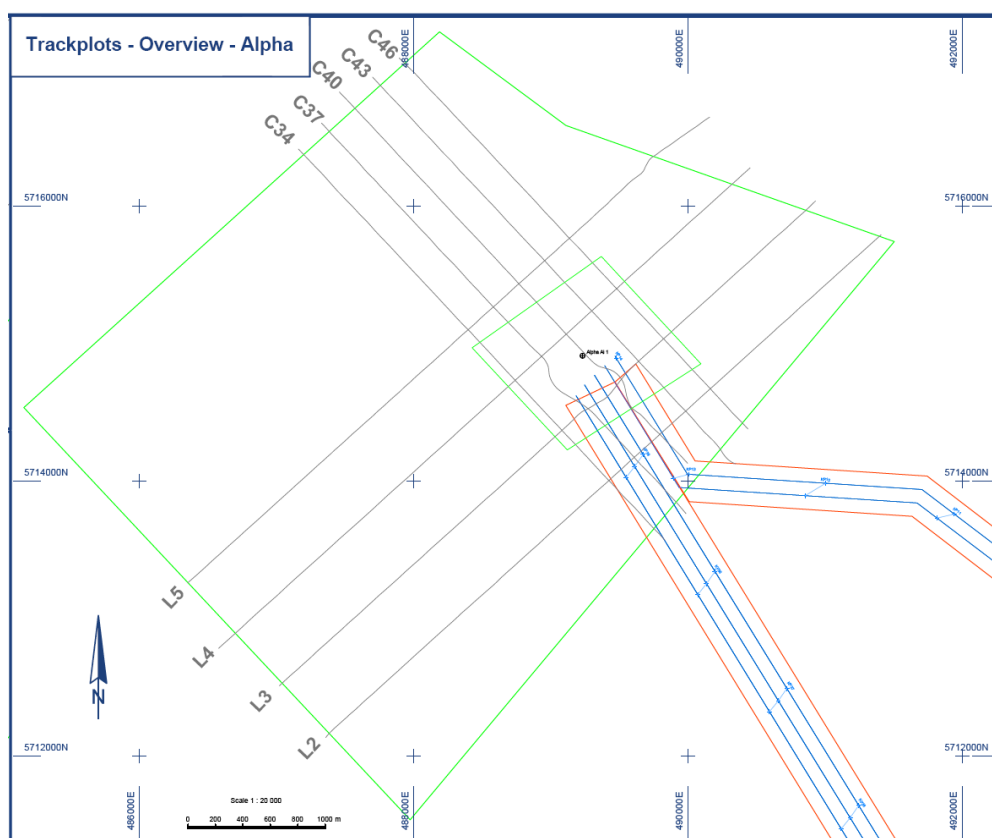 Trackplots - Overview - Alpha
488000E
490000E
492000E
C46
C43
C40
C37
C34
5716000N
5716000N
Alpha Al 1
5714000N
5714000N
L5
L4
L3
L2
N
5712000N
5712000N
Scale 1 : 20 000
0 200 400 600 800 1000 m
486000E
488000E
490000E
492000E